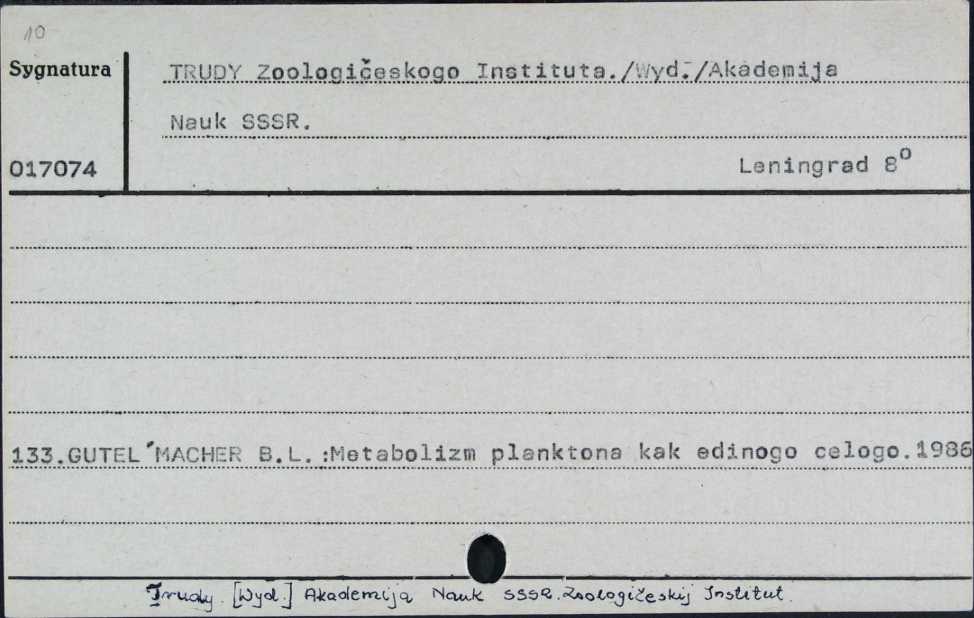 10
Sygnatura
TRUDY Zoologičeskogo Instituta./Wyd./Akademija
Nauk SSSR.
017074
Leningrad 8º
133.GUTEL´MACHER B.L.:Metabolizm planktona kak edinogo celogo.1986
Trudy. [Wyd.] Akademija Nauk SSSR. Zoologičeskij Institut.